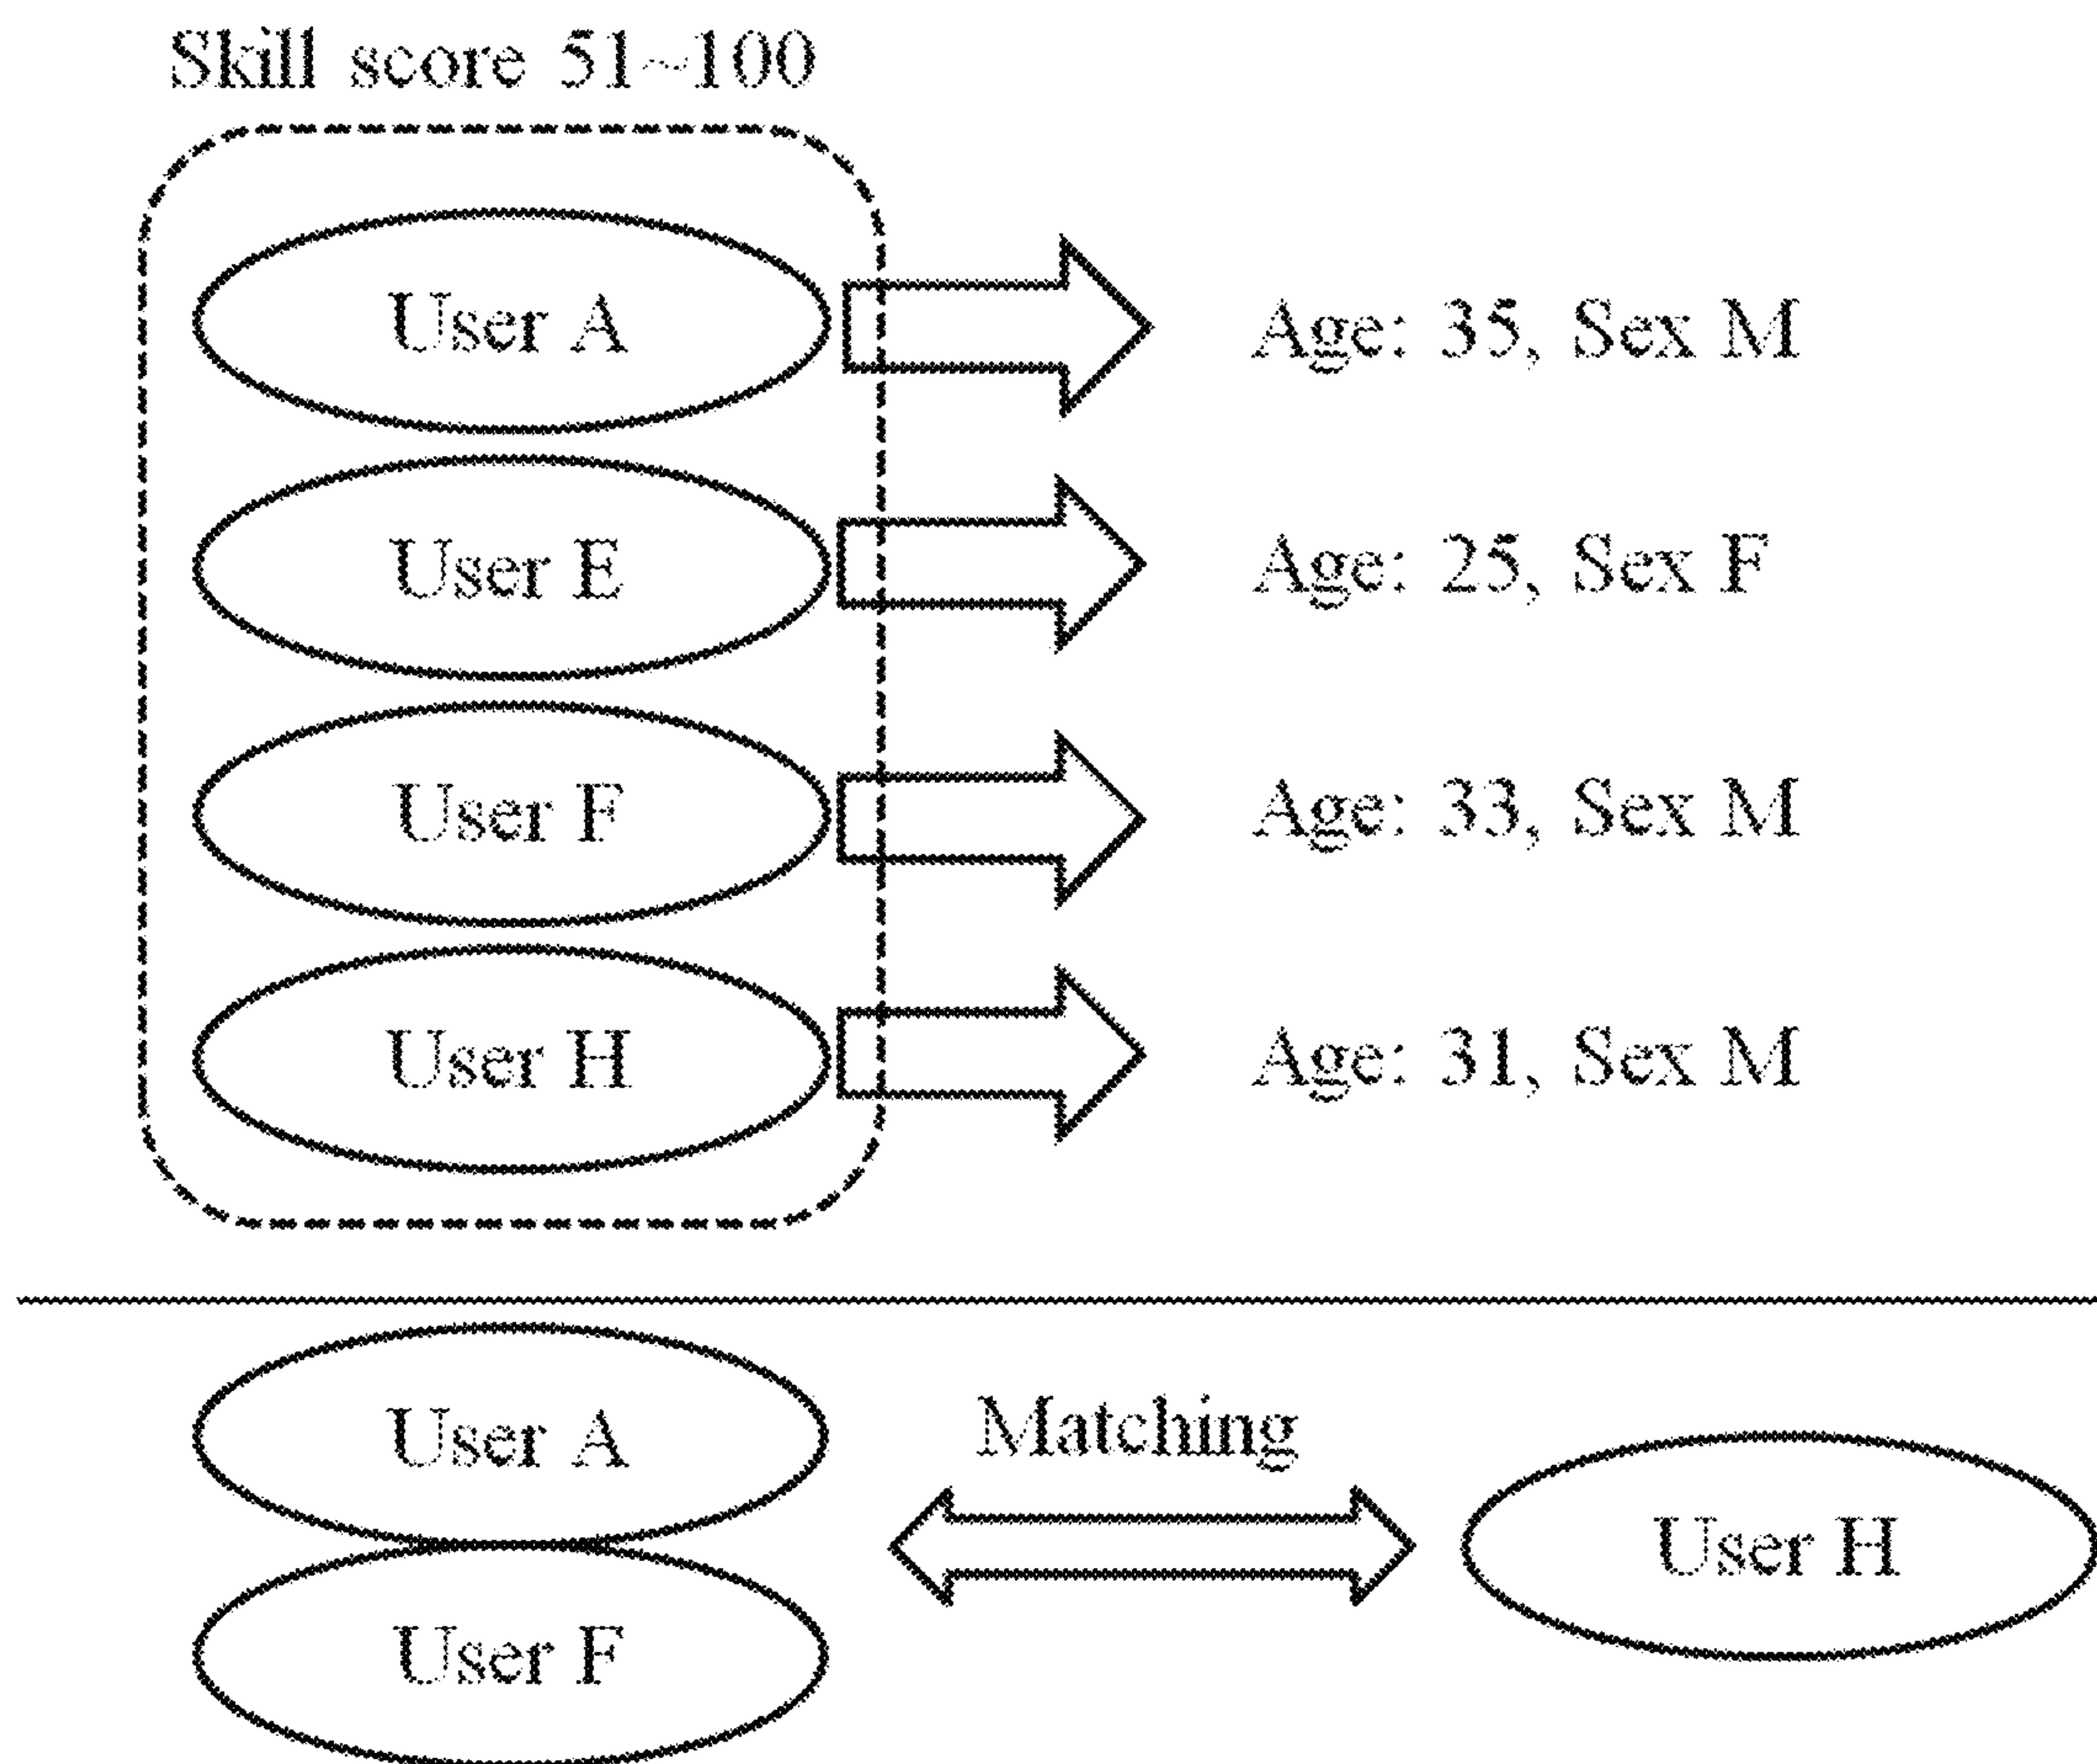 Skill score 51~100
User A
Age: 35, Sex M
User E
Age: 25, Sex F
User F
Age: 33, Sex M
User H
Age: 31, Sex M
User A
Matching
User H
User F